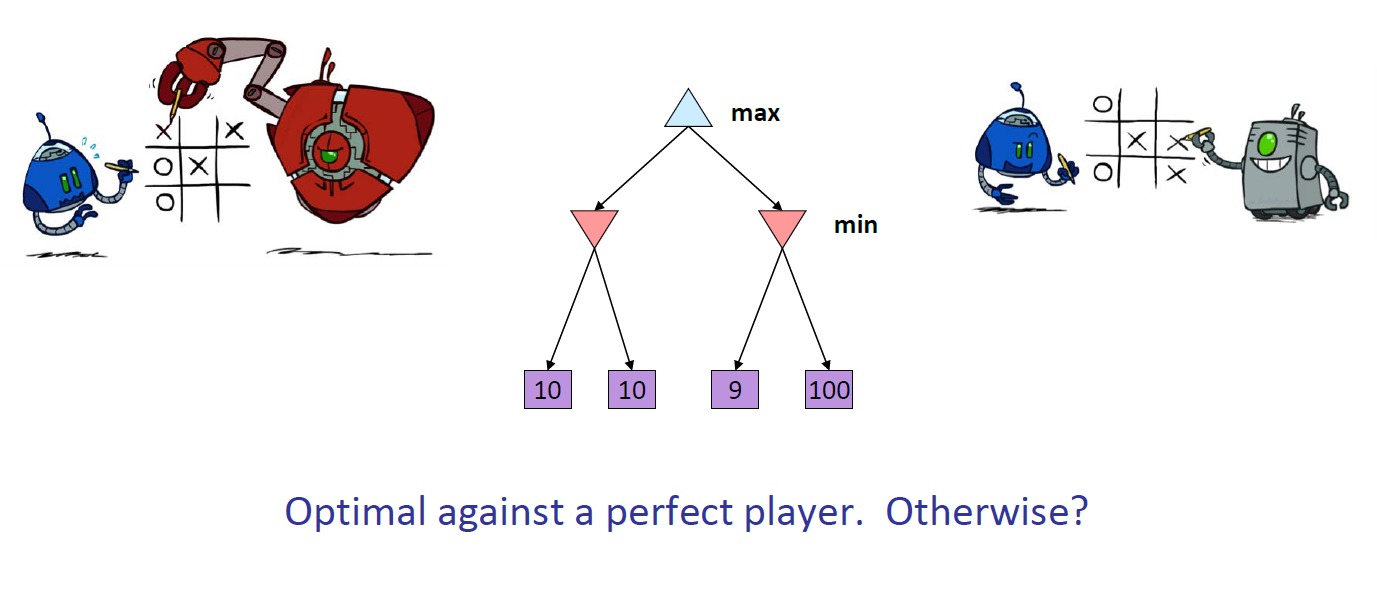 X X
O X
O
max
min
10 10 9 100
O
X X
O X
Optimal against a perfect player.  Otherwise?